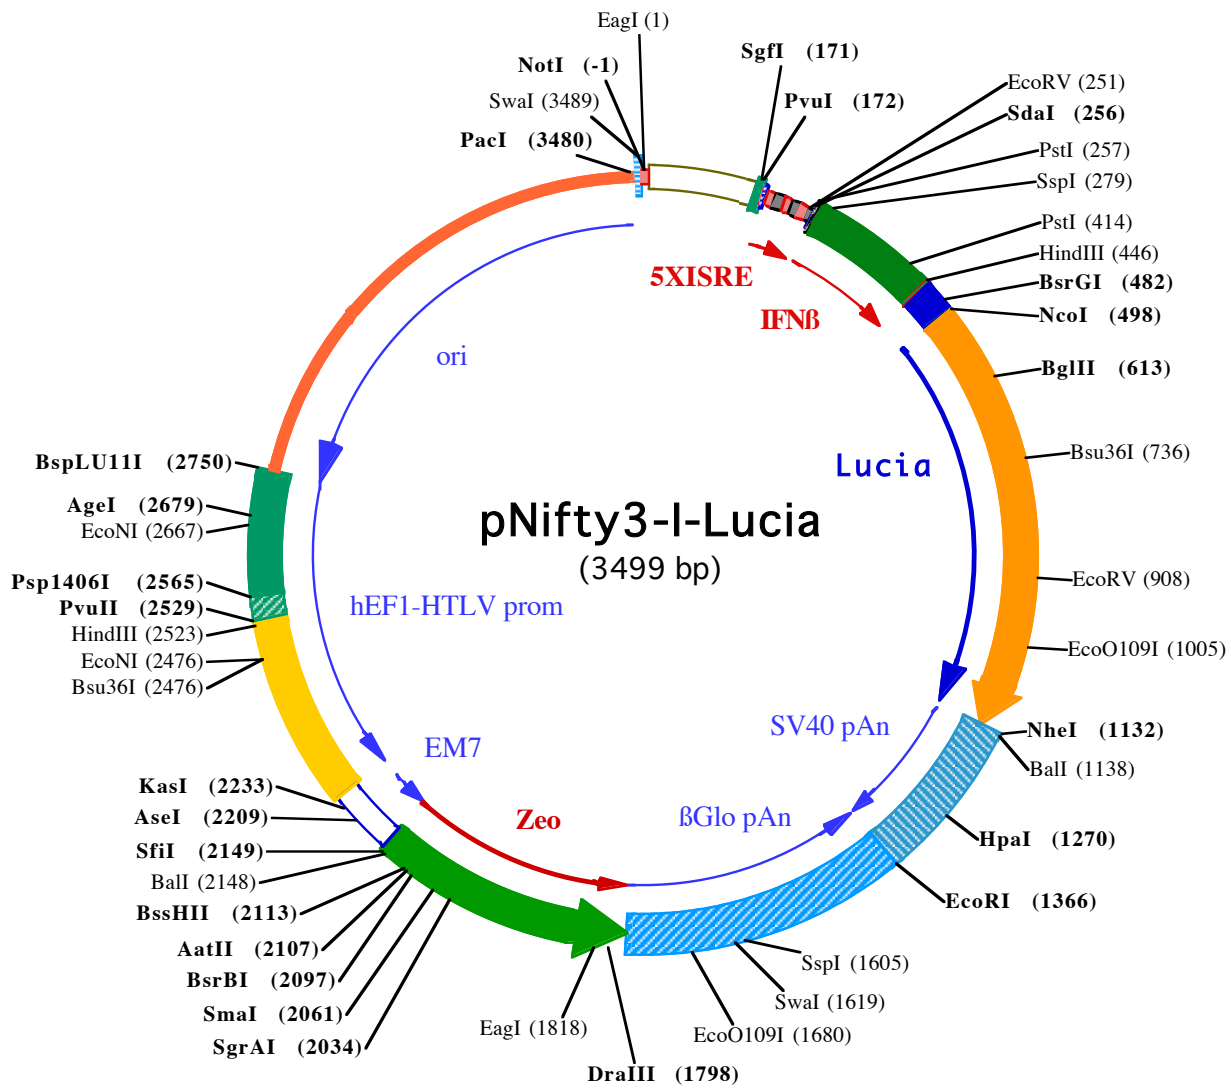 EagI (1)
NotI (-1)
SwaI (3489)
PacI (3480)
SgfI (171)
PvuI (172)
EcoRV (251)
SdaI (256)
PstI (257)
SspI (279)
PstI (414)
HindIII (446)
BsrGI (482)
NcoI (498)
BglII (613)
Bsu36I (736)
EcoRV (908)
EcoO109I (1005)
NheI (1132)
BalI (1138)
HpaI (1270)
EcoRI (1366)
SspI (1605)
SwaI (1619)
EcoO109I (1680)
DraIII (1798)
EagI (1818)
SgrAI (2034)
SmaI (2061)
BsrBI (2097)
AatII (2107)
BssHII (2113)
BalI (2148)
SfiI (2149)
AseI (2209)
KasI (2233)
Bsu36I (2476)
EcoNI (2476)
HindIII (2523)
PvuII (2529)
Psp1406I (2565)
EcoNI (2667)
AgeI (2679)
BspLU11I (2750)
5XISRE
IFNß
ori
Lucia
pNifty3-I-Lucia
(3499 bp)
hEF1-HTLV prom
SV40 pAn
EM7
ßGlo pAn
Zeo